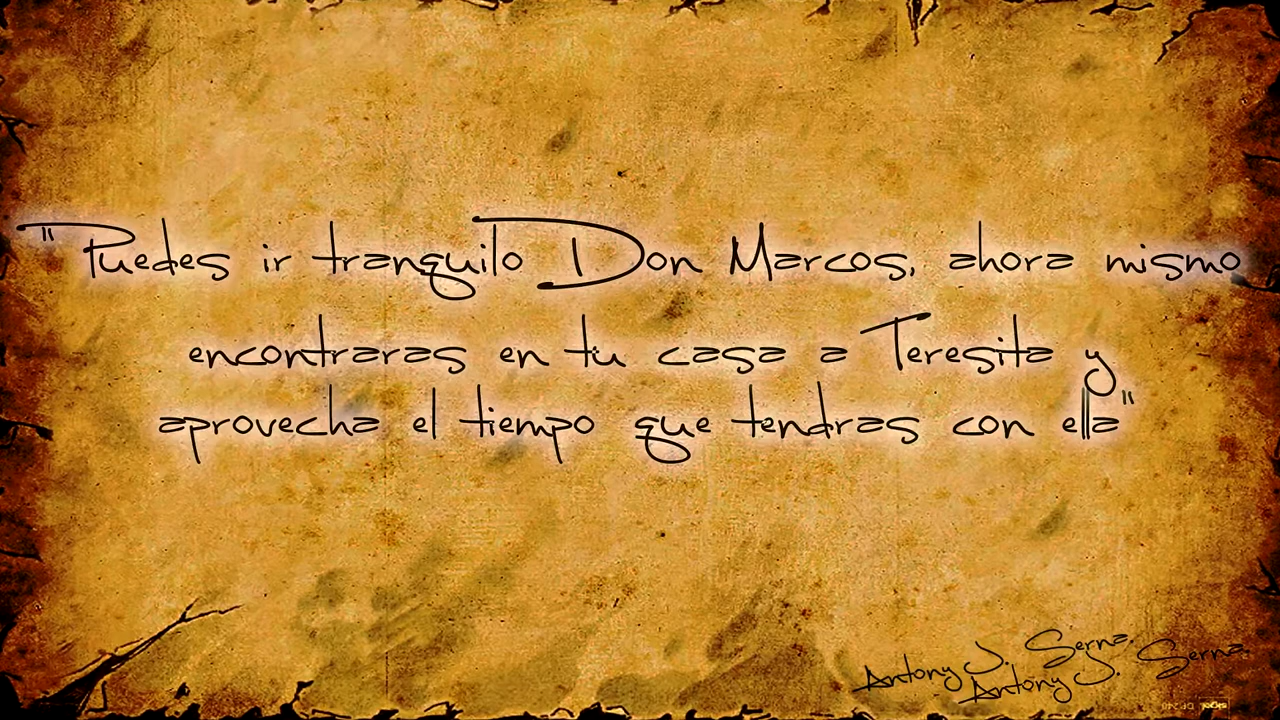 "Puedes ir tranquilo Don Marcos, ahora mismo
encontraras en tu casa a Teresita y
aprovecha el tiempo que tendras con ella"
Antony J. Serna.
Antony J. Serna.